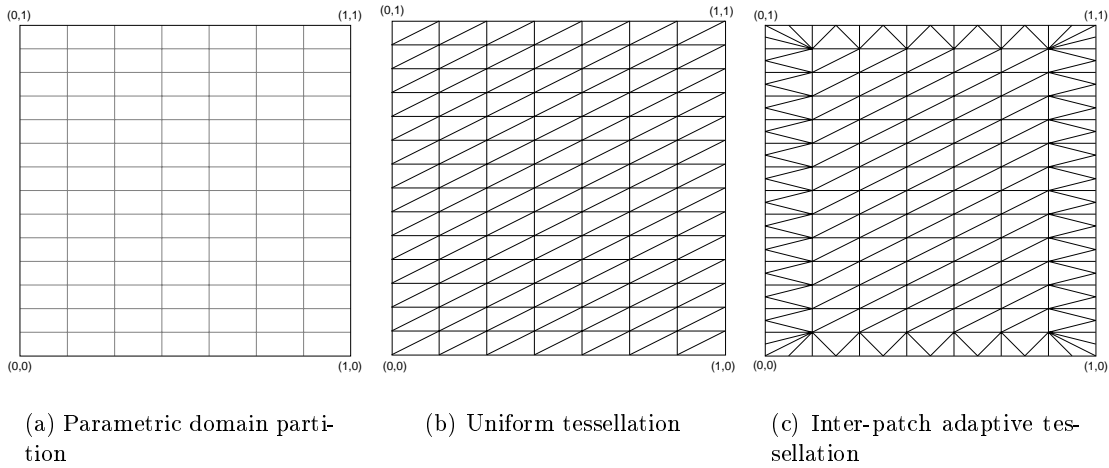 (0,1) (1,1)
(0,0) (1,0)
(a) Parametric domain parti-
tion
(0,1) (1,1)
(0,0) (1,0)
(b) Uniform tessellation
(0,1) (1,1)
(0,0) (1,0)
(c) Inter-patch adaptive tes-
sellation